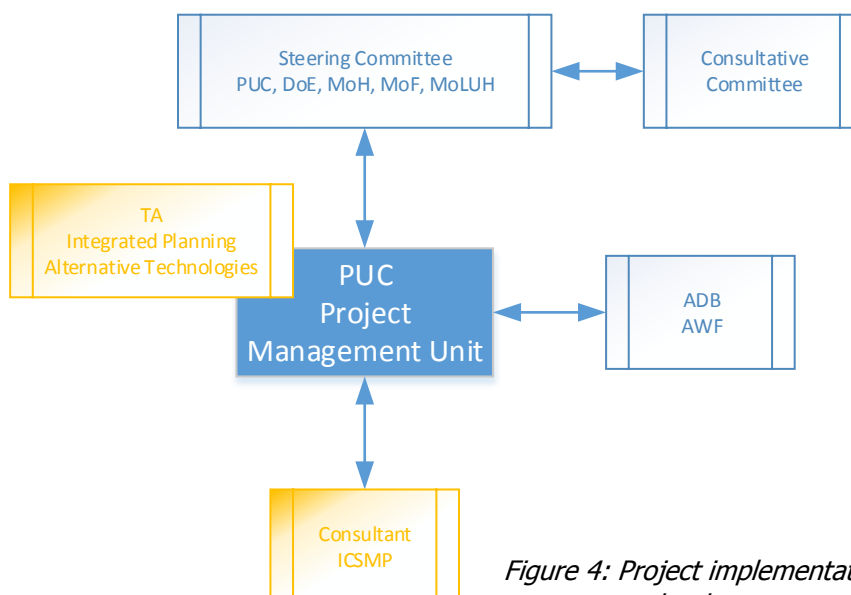 Steering Committee
PUC, DoE, MoH, MoF, MoLUH
Consultative
Committee
TA
Integrated Planning
Alternative Technologies
PUC
Project
Management Unit
ADB
AWF
Consultant
ICSMP
Figure 4: Project